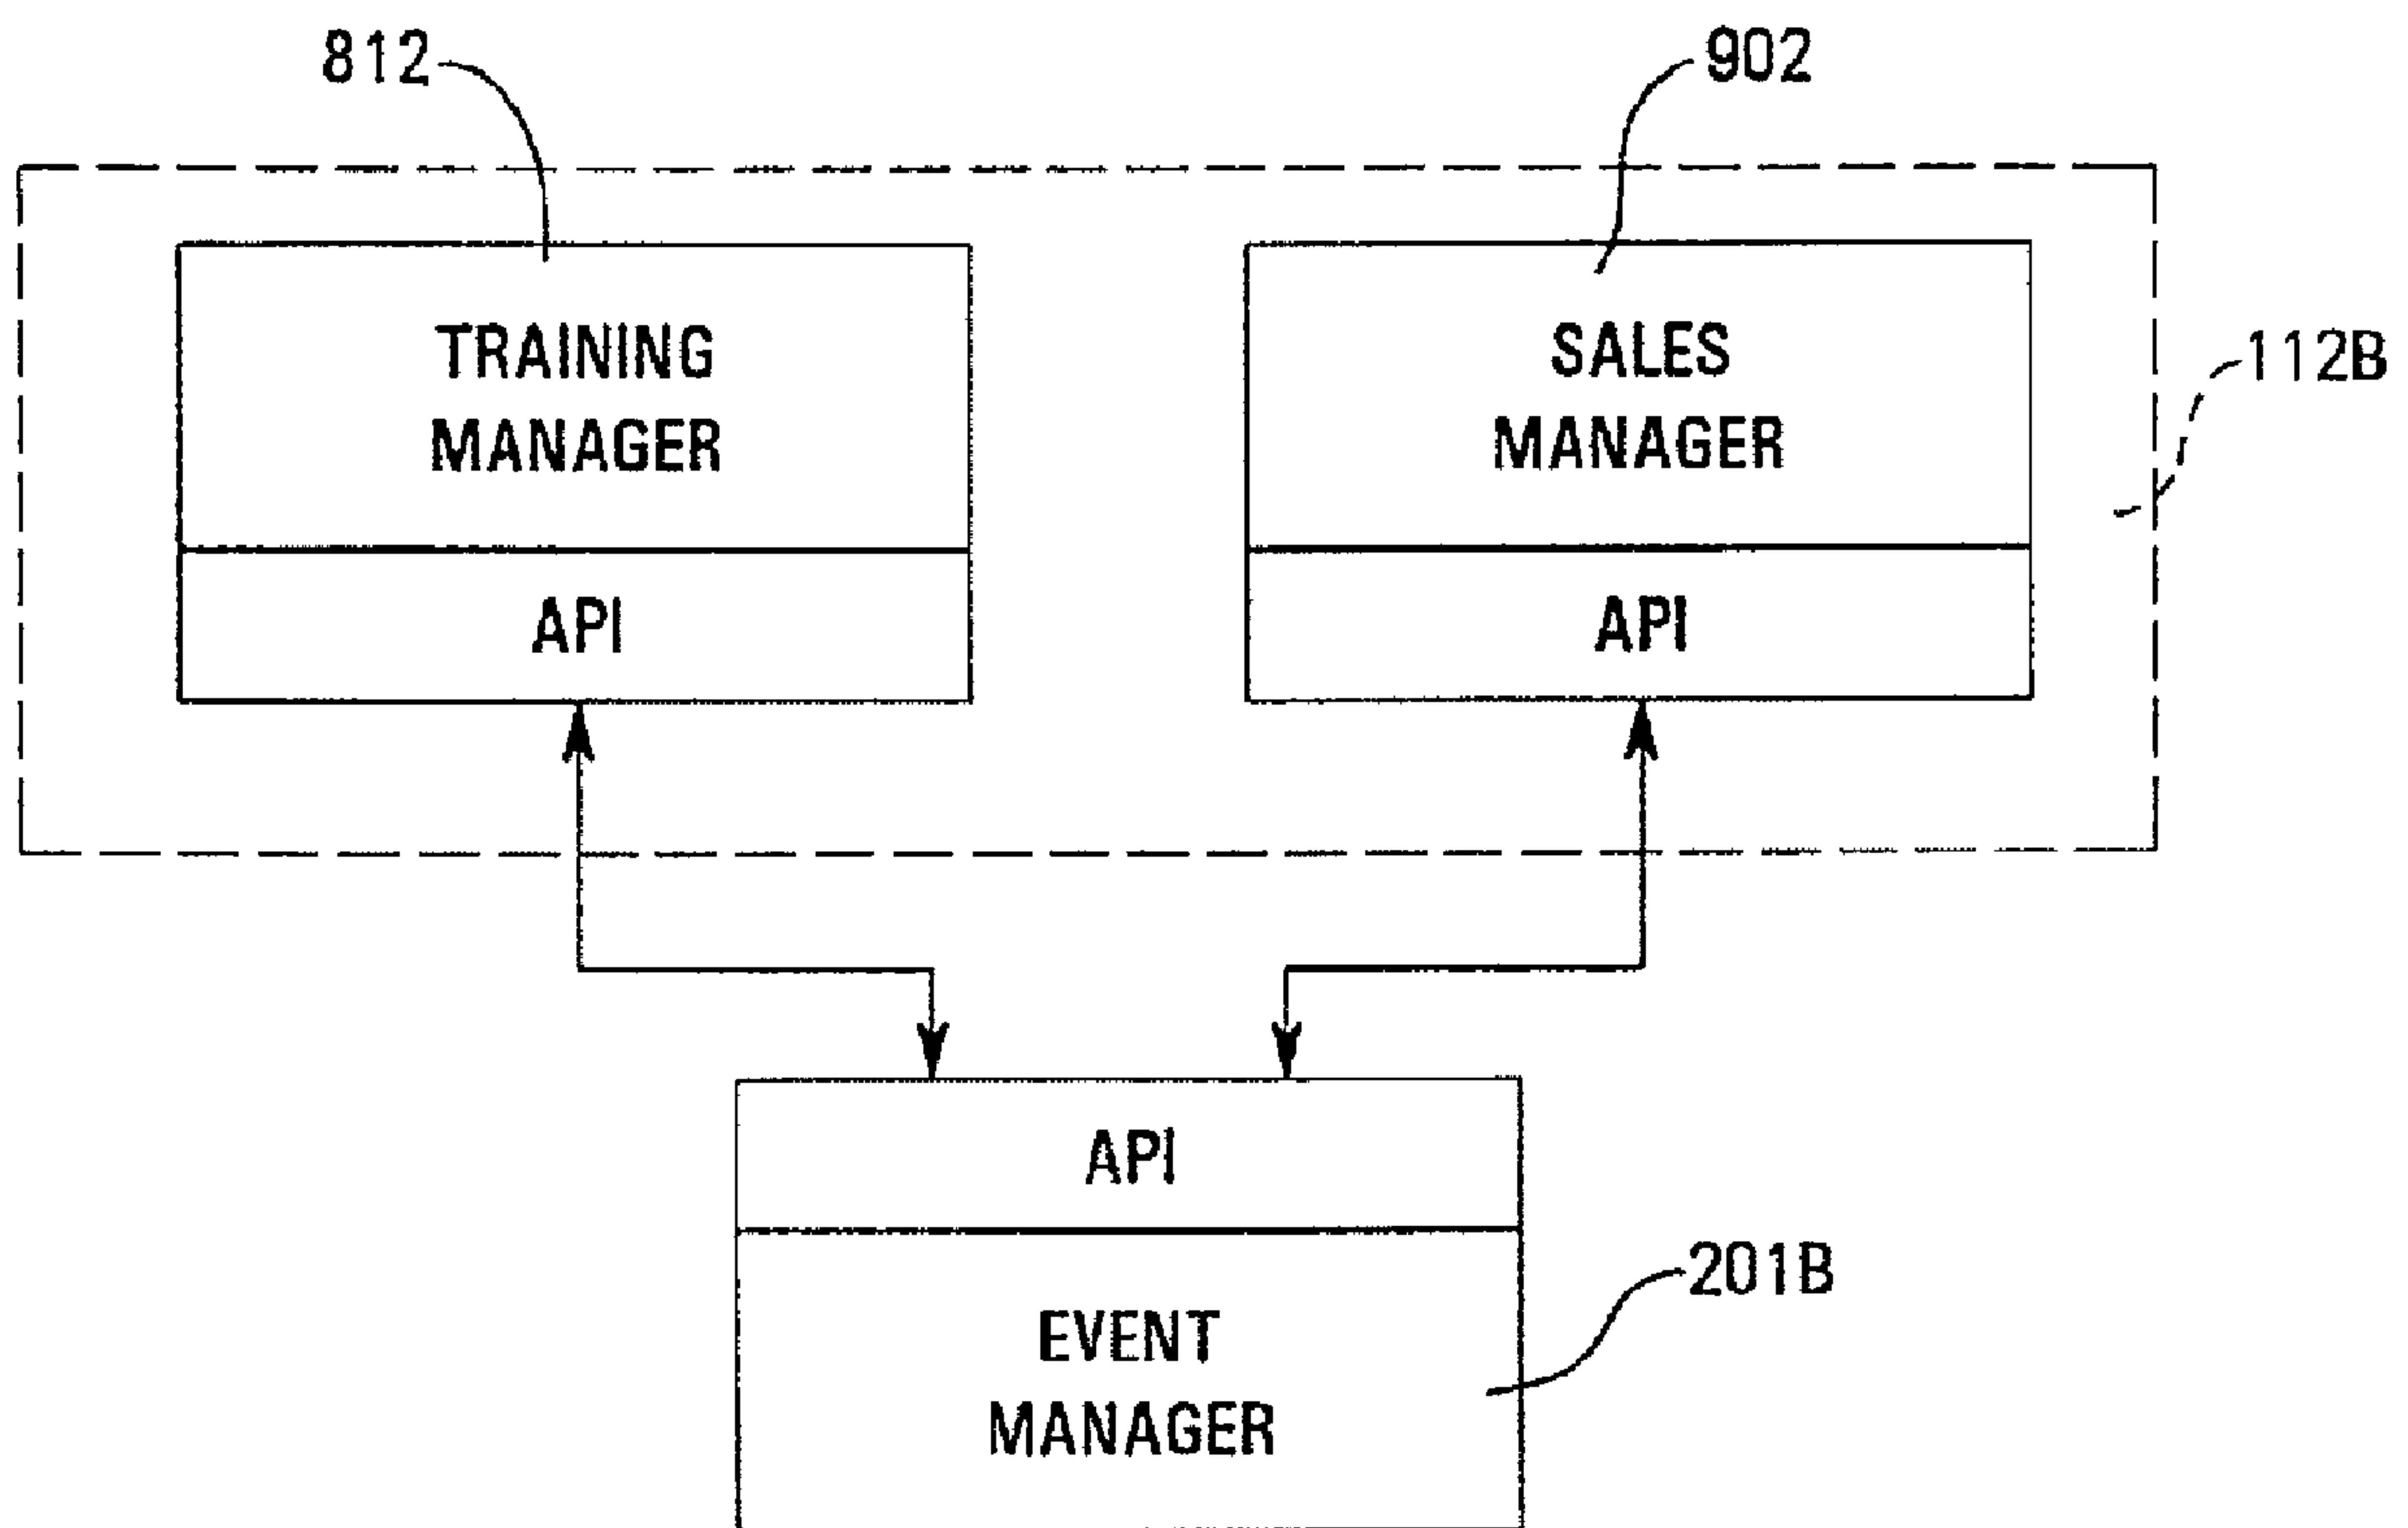 812
902
TRAINING
MANAGER
SALES
MANAGER
112B
API
API
API
EVENT
MANAGER
201B